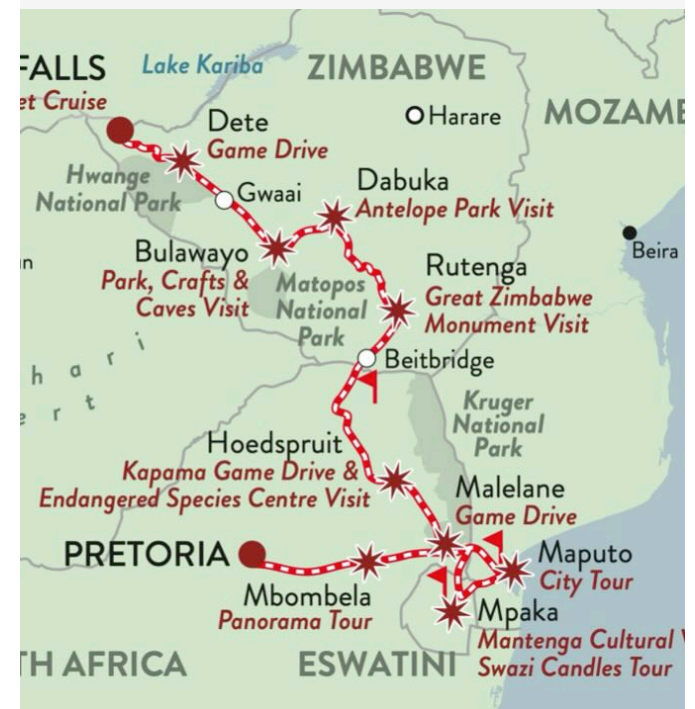 FALLS
et Cruise
Lake Kariba
ZIMBABWE
Harare
MOZAMB
Dete
Game Drive
Hwange
National Park
Gwaai
Dabuka
Antelope Park Visit
Beira
Bulawayo
Park, Crafts &
Caves Visit
Matopos
National
Park
Rutenga
Great Zimbabwe
Monument Visit
n
hari
ert
Beitbridge
Kruger
National
Park
Hoedspruit
Kapama Game Drive &
Endangered Species Centre Visit
Malelane
Game Drive
PRETORIA
Mbombela
Panorama Tour
Maputo
City Tour
Mpaka
Mantenga Cultural V
Swazi Candles Tour
TH AFRICA
ESWATINI